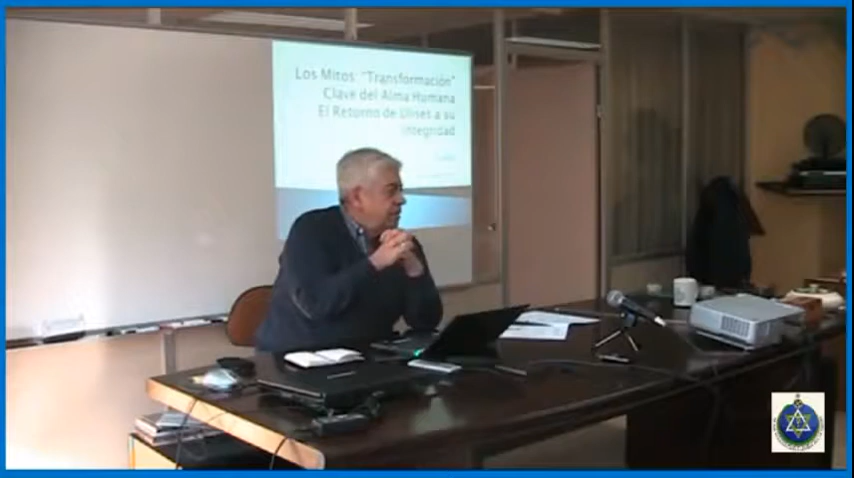 Los Mitos "Transformación"
Clave del Alma Humana
El Retorno de Ulises a su
Integridad